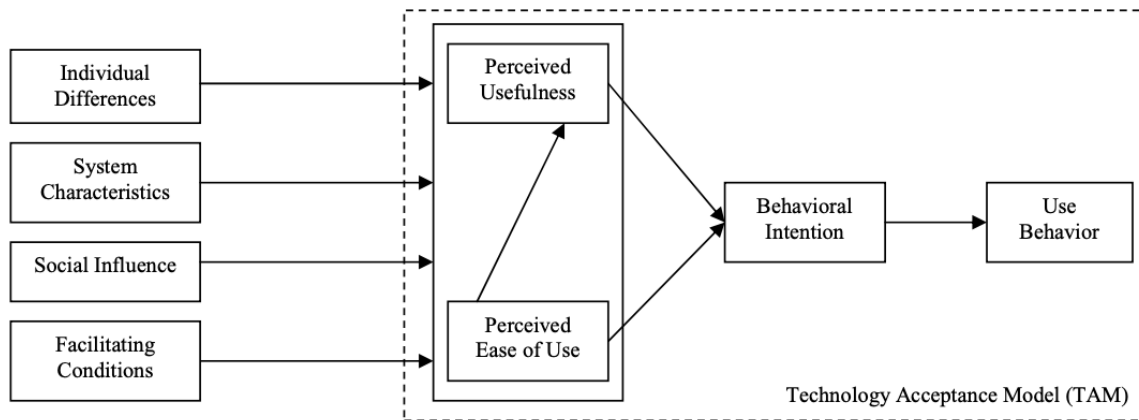 Individual
Differences
System
Characteristics
Social Influence
Facilitating
Conditions
Perceived
Usefulness
Perceived
Ease of Use
Behavioral
Intention
Use
Behavior
Technology Acceptance Model (TAM)